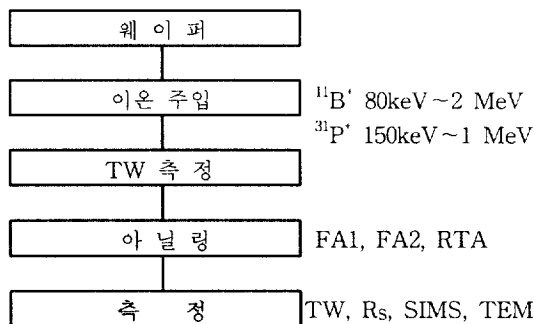 웨 이 퍼
이온 주입 ¹¹B⁺ 80keV~2 MeV
³¹P⁺ 150keV~1 MeV
TW 측 정
아 닐 링 FA1, FA2, RTA
측 정 TW, Rs, SIMS, TEM